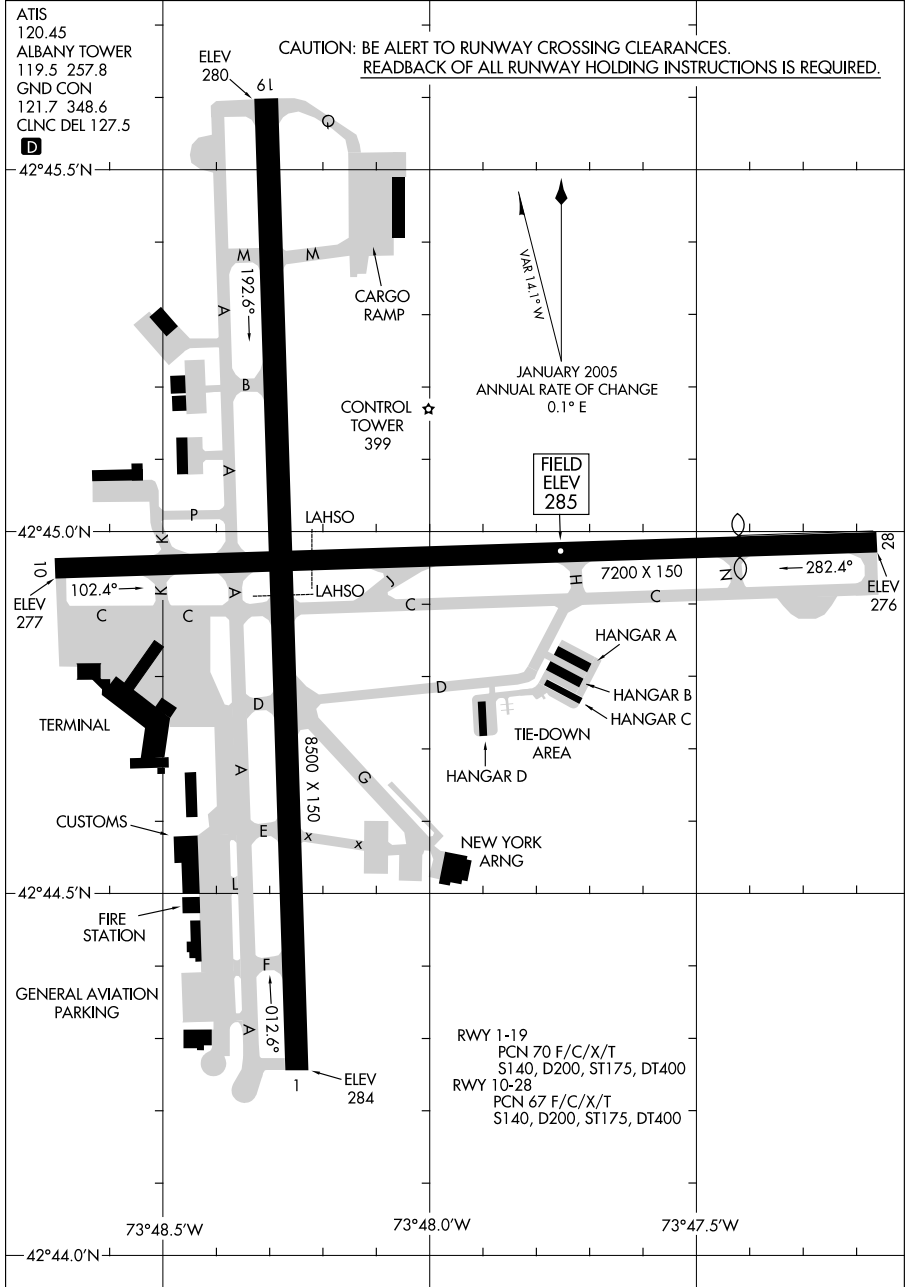 ATIS
120.45
ALBANY TOWER
119.5 257.8
GND CON
121.7 348.6
CLNC DEL 127.5
D
CAUTION: BE ALERT TO RUNWAY CROSSING CLEARANCES.
READBACK OF ALL RUNWAY HOLDING INSTRUCTIONS IS REQUIRED.
ELEV
280
19
Q
42°45.5'N
M
M
192.6°
A
CARGO
RAMP
VAR 14.1° W
JANUARY 2005
ANNUAL RATE OF CHANGE
0.1° E
B
CONTROL
TOWER
399
FIELD
ELEV
285
A
P
LAHSO
42°45.0'N
K
10
28
ELEV
277
102.4°
K
A
LAHSO
J
H
7200 X 150
N
282.4°
ELEV
276
C
C
C
C
HANGAR A
HANGAR B
HANGAR C
D
D
TERMINAL
TIE-DOWN
AREA
HANGAR D
A
8500 X 150
G
CUSTOMS
E
x
x
NEW YORK
ARNG
L
42°44.5'N
FIRE
STATION
F
GENERAL AVIATION
PARKING
012.6°
A
1
ELEV
284
RWY 1-19
PCN 70 F/C/X/T
S140, D200, ST175, DT400
RWY 10-28
PCN 67 F/C/X/T
S140, D200, ST175, DT400
73°48.5'W
73°48.0'W
73°47.5'W
42°44.0'N